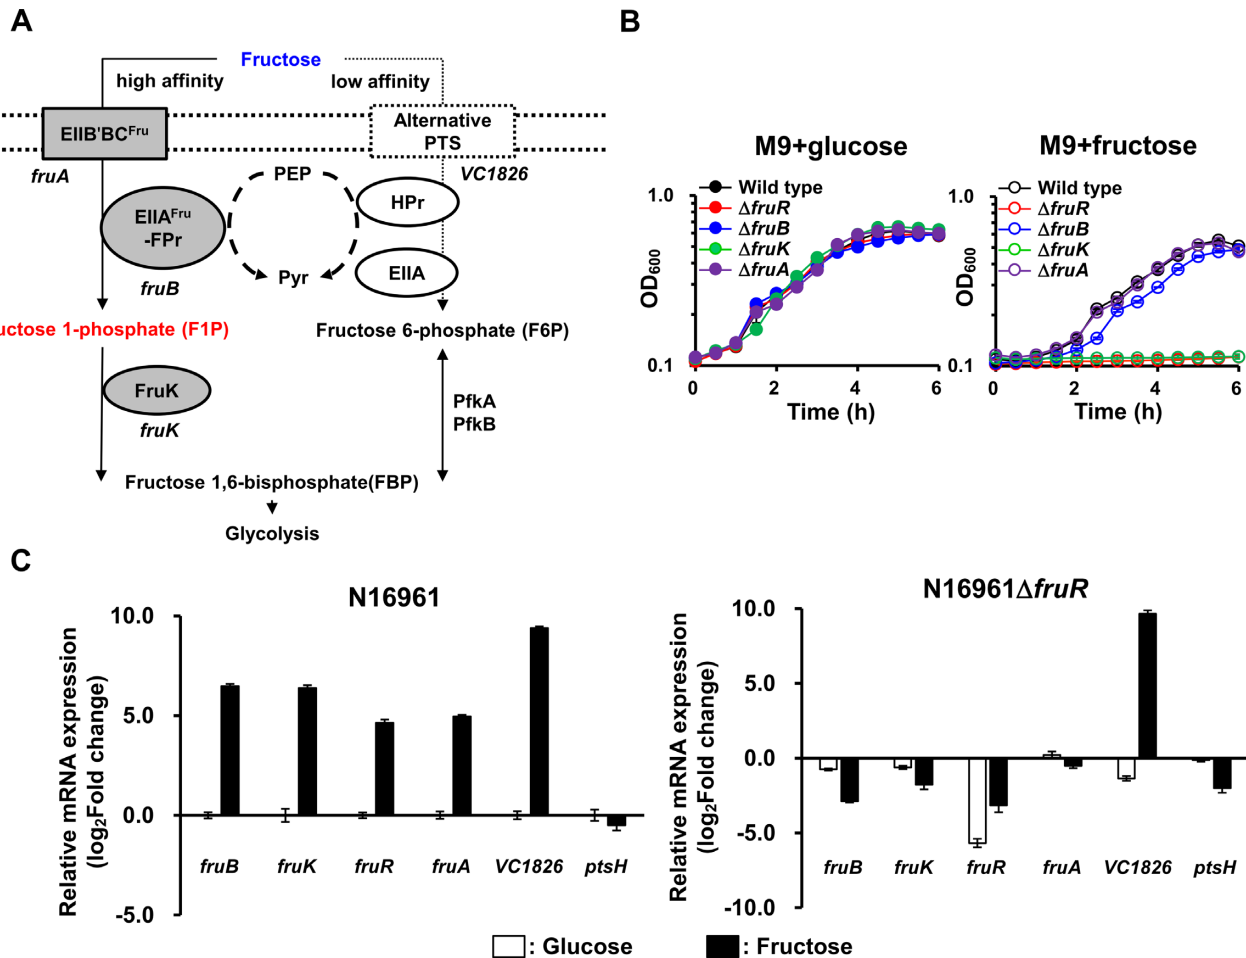 A
Fructose
high affinity
low affinity
EIIB'BC^Fru
Alternative
PTS
fruA
VC1826
PEP
EIIA^Fru
-FPr
HPr
Pyr
EIIA
fruB
ructose 1-phosphate (F1P)
Fructose 6-phosphate (F6P)
FruK
fruK
PfkA
PfkB
Fructose 1,6-bisphosphate(FBP)
Glycolysis
B
M9+glucose
1.0
Wild type
ΔfruR
ΔfruB
ΔfruK
ΔfruA
OD600
0.1
0 2 4 6
Time (h)
M9+fructose
1.0
Wild type
ΔfruR
ΔfruB
ΔfruK
ΔfruA
OD600
0.1
0 2 4 6
Time (h)
C
N16961
Relative mRNA expression
(log2Fold change)
10.0
5.0
0.0
-5.0
fruB fruK fruR fruA VC1826 ptsH
N16961ΔfruR
Relative mRNA expression
(log2Fold change)
10.0
5.0
0.0
-5.0
-10.0
fruB fruK fruR fruA VC1826 ptsH
: Glucose : Fructose